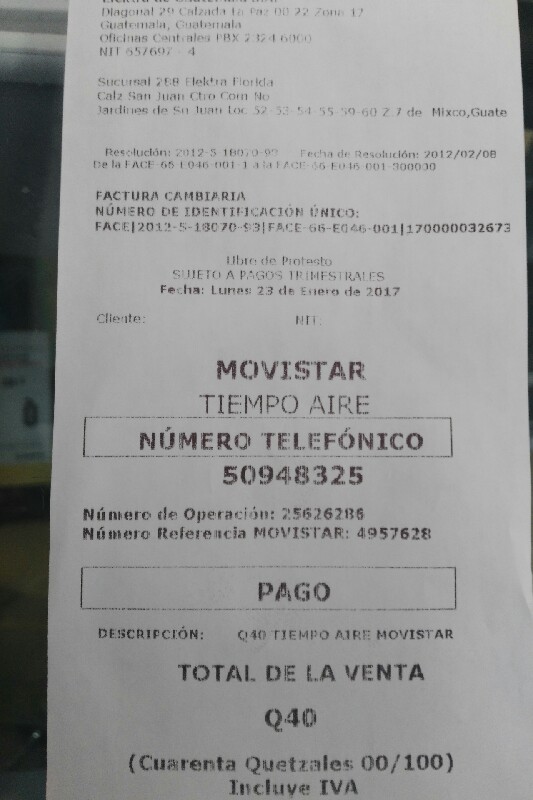 Elektra de Guatemala S.A.
Diagonal 29 Calzada La Paz 00-22 Zona 17
Guatemala, Guatemala
Oficinas Centrales PBX 2324 6000
NIT 657697 - 4
Sucursal 288 Elektra Florida
Calz San Juan Ctro Com No
Jardines de Sn Juan Loc 52-53-54-55-59-60 Z 7 de Mixco,Guate
Resolución: 2012-5-18070-93 Fecha de Resolución: 2012/02/08
De la FACE-66-E046-001-1 a la FACE-66-E046-001-300000
FACTURA CAMBIARIA
NÚMERO DE IDENTIFICACIÓN ÚNICO:
FACE|2012-5-18070-93|FACE-66-E046-001|170000032673
Libre de Protesto
SUJETO A PAGOS TRIMESTRALES
Fecha: Lunes 23 de Enero de 2017
Cliente: NIT:
MOVISTAR
TIEMPO AIRE
NÚMERO TELEFÓNICO
50948325
Número de Operación: 25626286
Número Referencia MOVISTAR: 4957628
PAGO
DESCRIPCIÓN: Q40 TIEMPO AIRE MOVISTAR
TOTAL DE LA VENTA
Q40
(Cuarenta Quetzales 00/100)
Incluye IVA